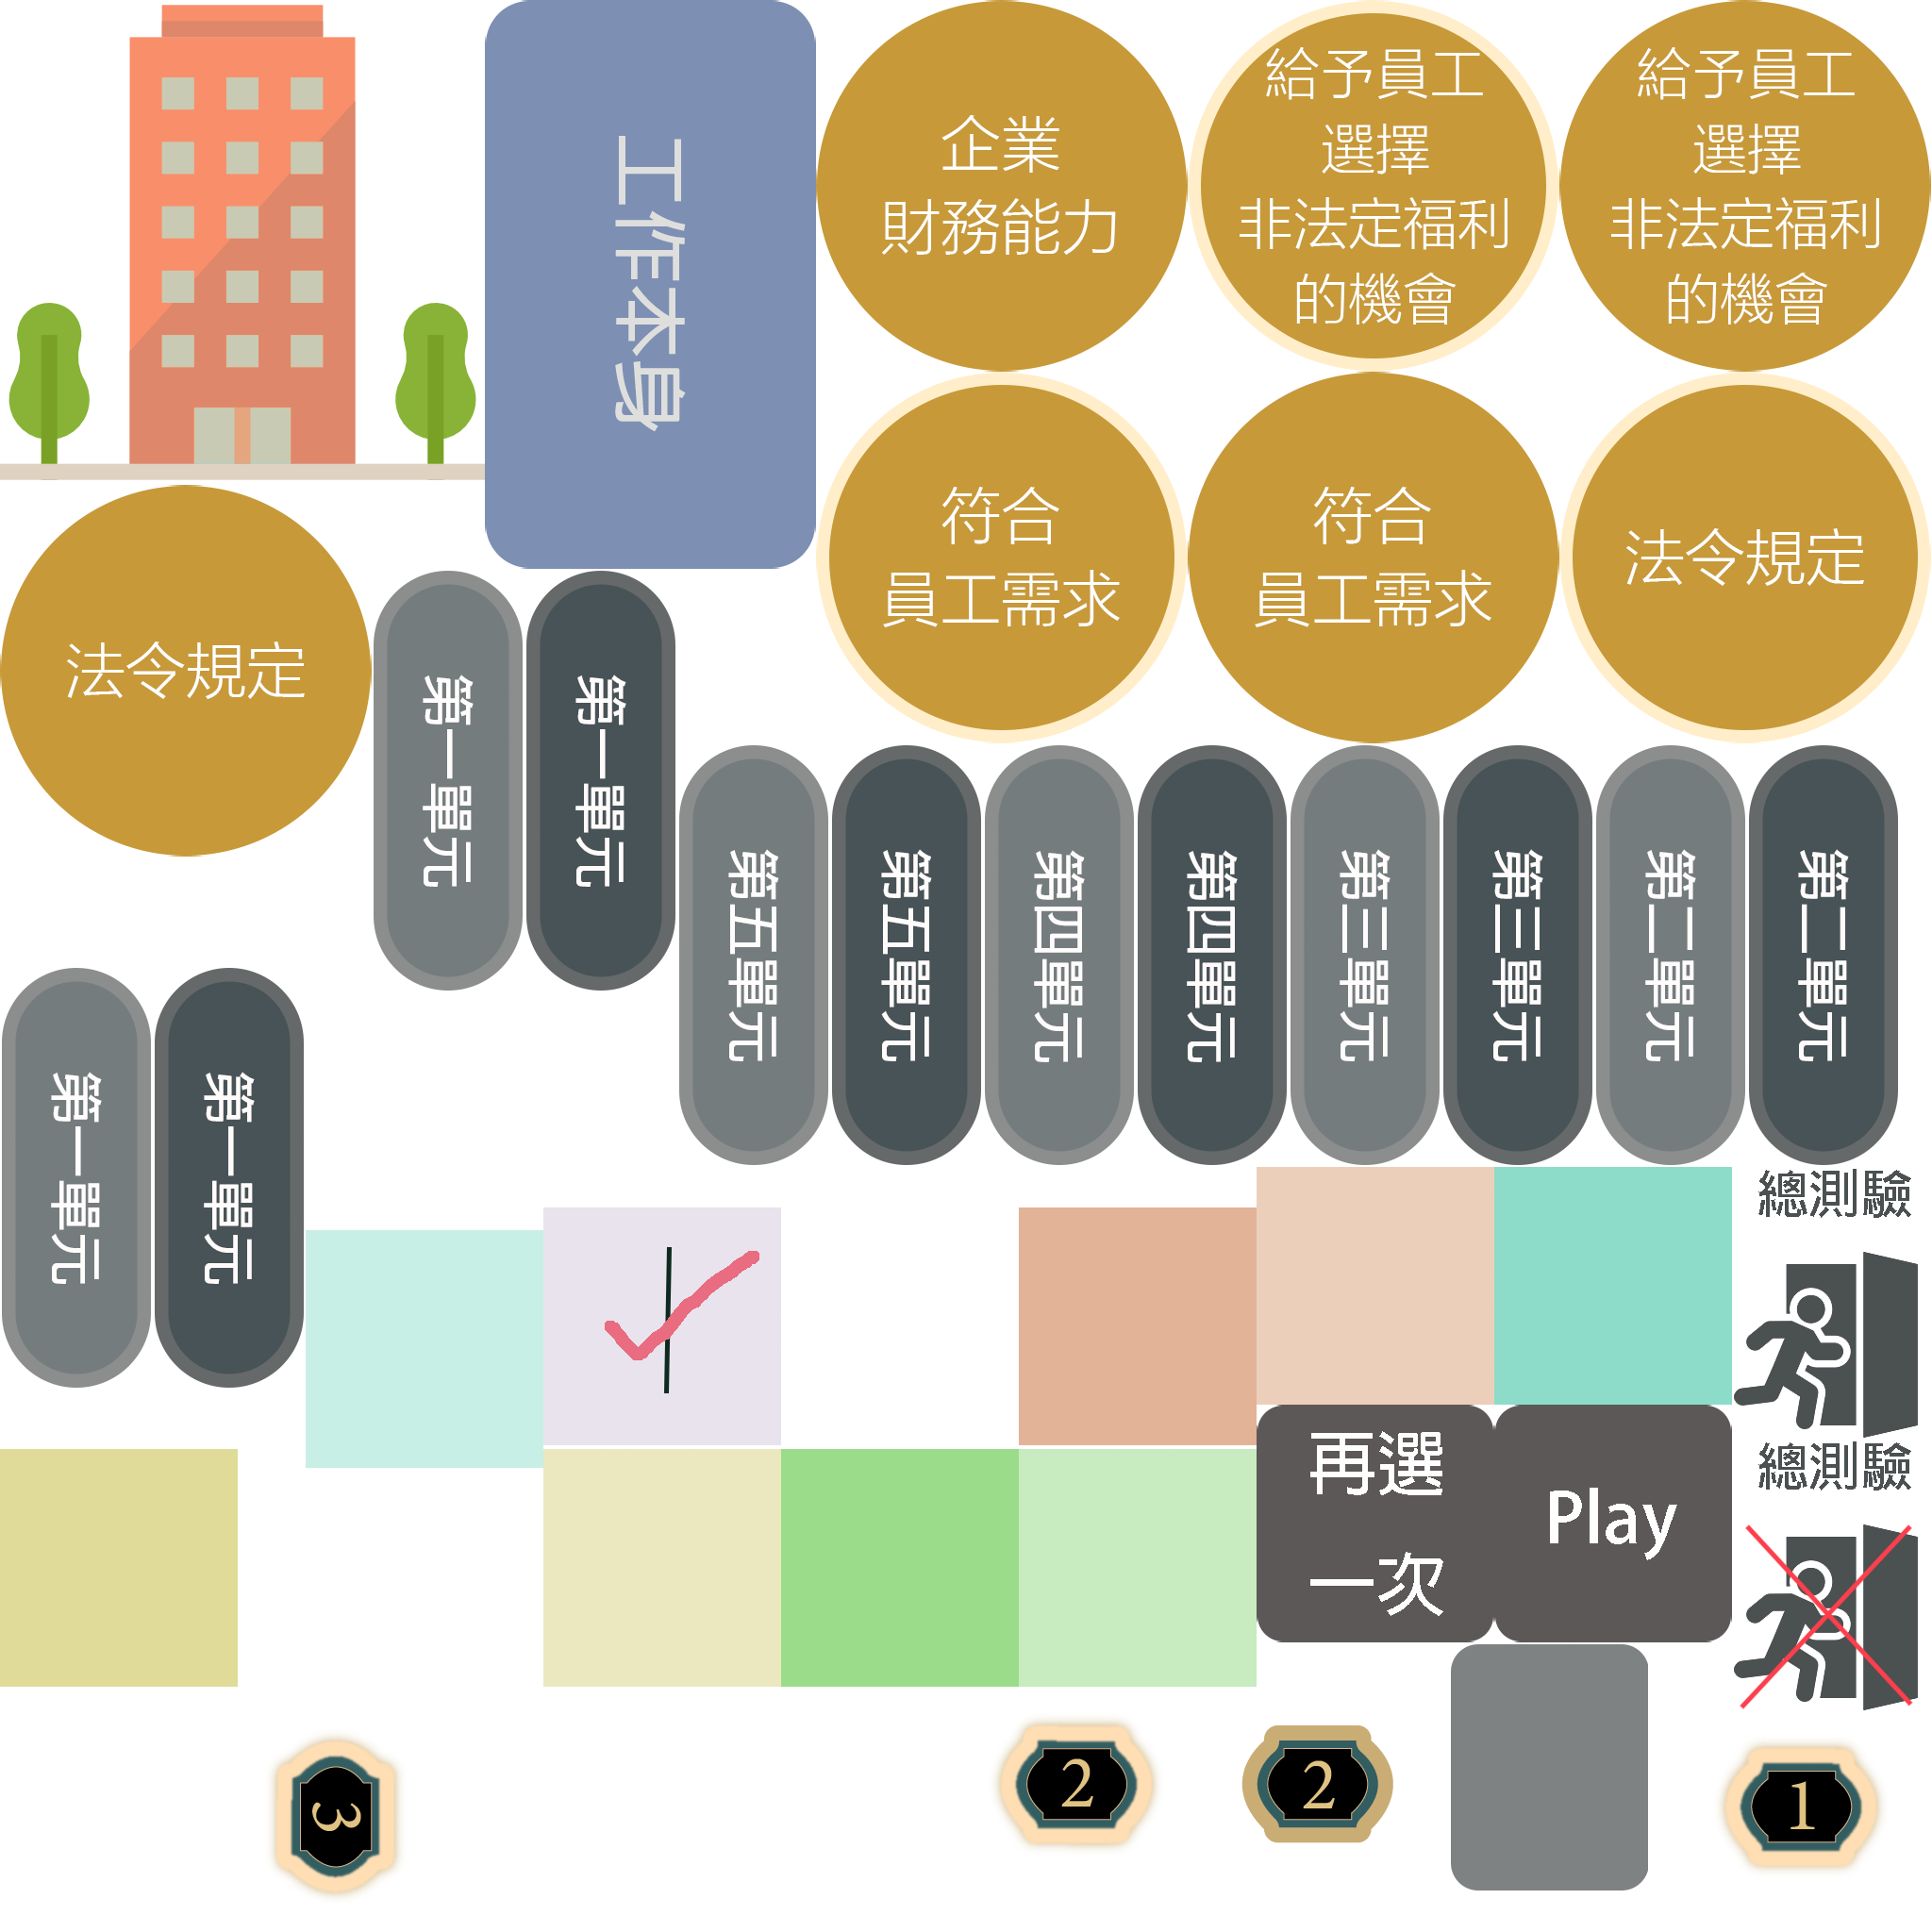 工作本身
企業
財務能力
給予員工
選擇
非法定福利
的機會
給予員工
選擇
非法定福利
的機會
符合
員工需求
符合
員工需求
法令規定
法令規定
第一單元
第一單元
第五單元
第五單元
第四單元
第四單元
第三單元
第三單元
第二單元
第二單元
第一單元
第一單元
總測驗
再選
一次
Play
總測驗
3
2
2
1